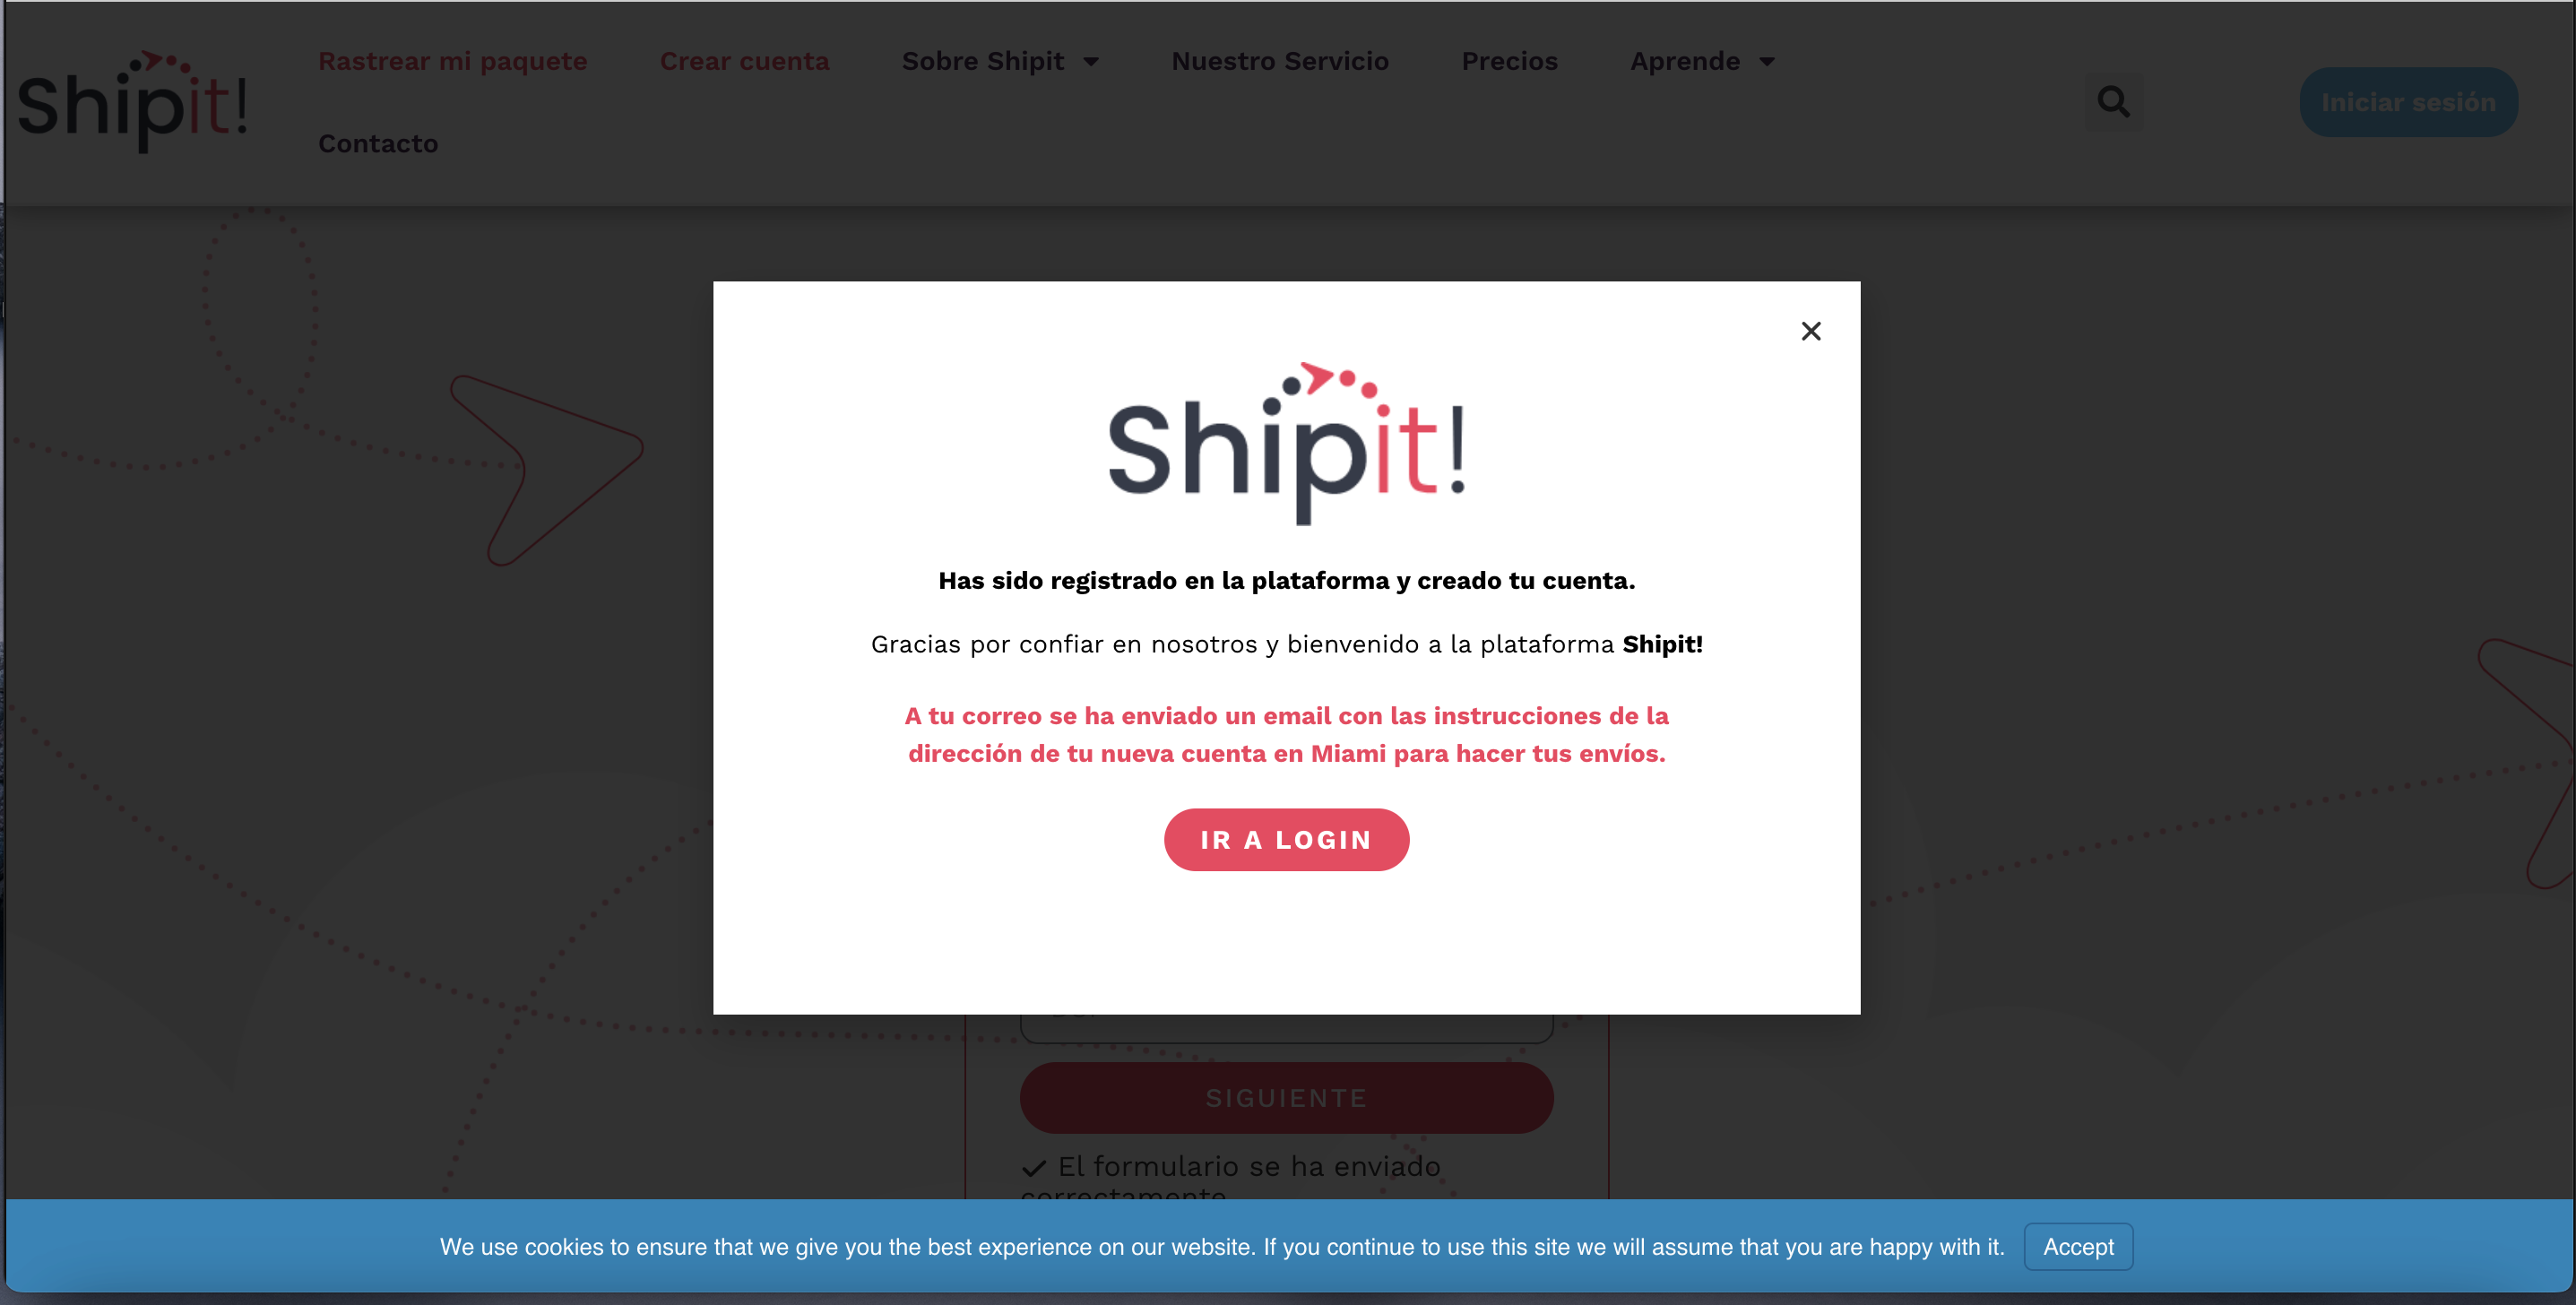 Shipit!
Rastrear mi paquete
Crear cuenta
Sobre Shipit
Nuestro Servicio
Precios
Aprende
Contacto
Iniciar sesión
Shipit!
Has sido registrado en la plataforma y creado tu cuenta.
Gracias por confiar en nosotros y bienvenido a la plataforma Shipit!
A tu correo se ha enviado un email con las instrucciones de la
dirección de tu nueva cuenta en Miami para hacer tus envíos.
IR A LOGIN
SIGUIENTE
El formulario se ha enviado
correctamente
We use cookies to ensure that we give you the best experience on our website. If you continue to use this site we will assume that you are happy with it.
Accept